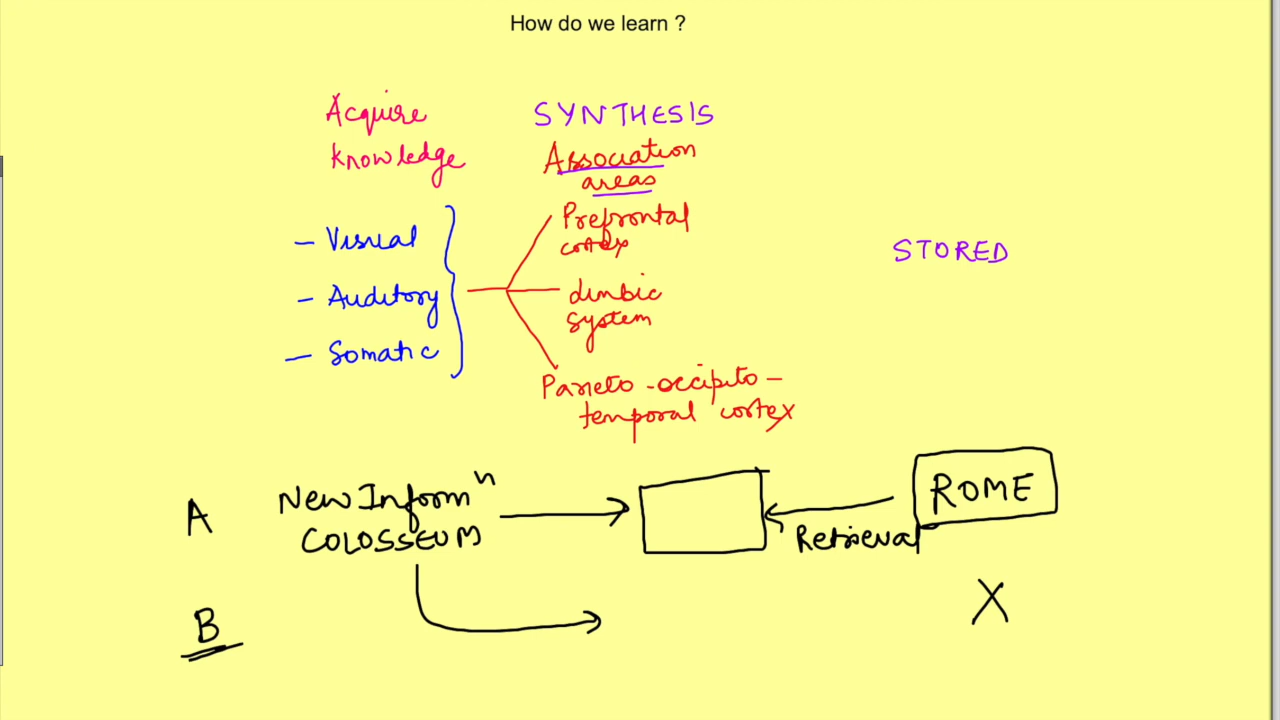 How do we learn ?
Acquire
knowledge
SYNTHESIS
Association
areas
- Visual
- Auditory
- Somatic
Prefrontal
cortex
Limbic
system
Parieto-occipito-
temporal cortex
STORED
A
New Informⁿ
COLOSSEUM
Retrieval
ROME
B
X